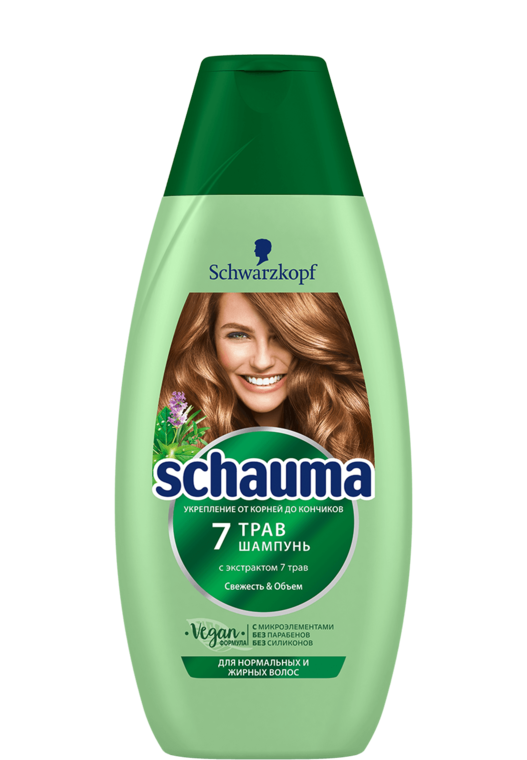 Schwarzkopf
schauma
УКРЕПЛЕНИЕ ОТ КОРНЕЙ ДО КОНЧИКОВ
7 ТРАВ
ШАМПУНЬ
с экстрактом 7 трав
Свежесть & Объем
Vegan
ФОРМУЛА
С МИКРОЭЛЕМЕНТАМИ
БЕЗ ПАРАБЕНОВ
БЕЗ СИЛИКОНОВ
ДЛЯ НОРМАЛЬНЫХ И
ЖИРНЫХ ВОЛОС